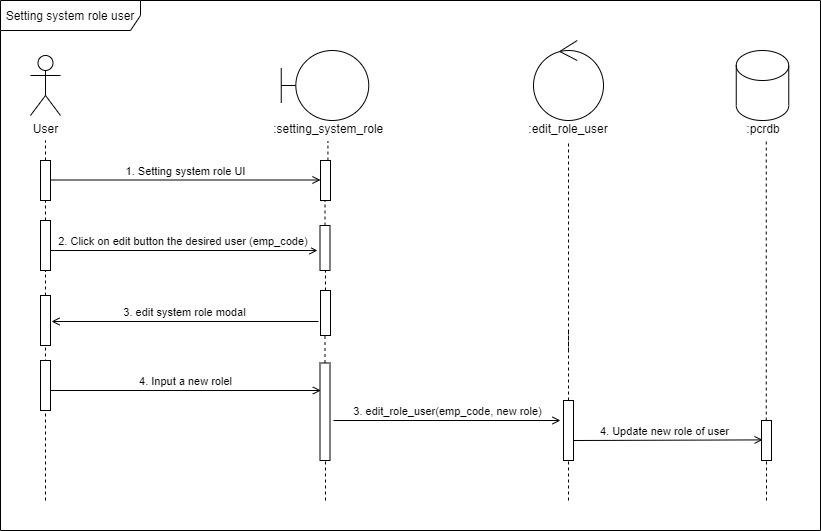 Setting system role user
User
:setting_system_role
:edit_role_user
:pcrdb
1. Setting system role UI
2. Click on edit button the desired user (emp_code)
3. edit system role modal
4. Input a new rolel
3. edit_role_user(emp_code, new role)
4. Update new role of user